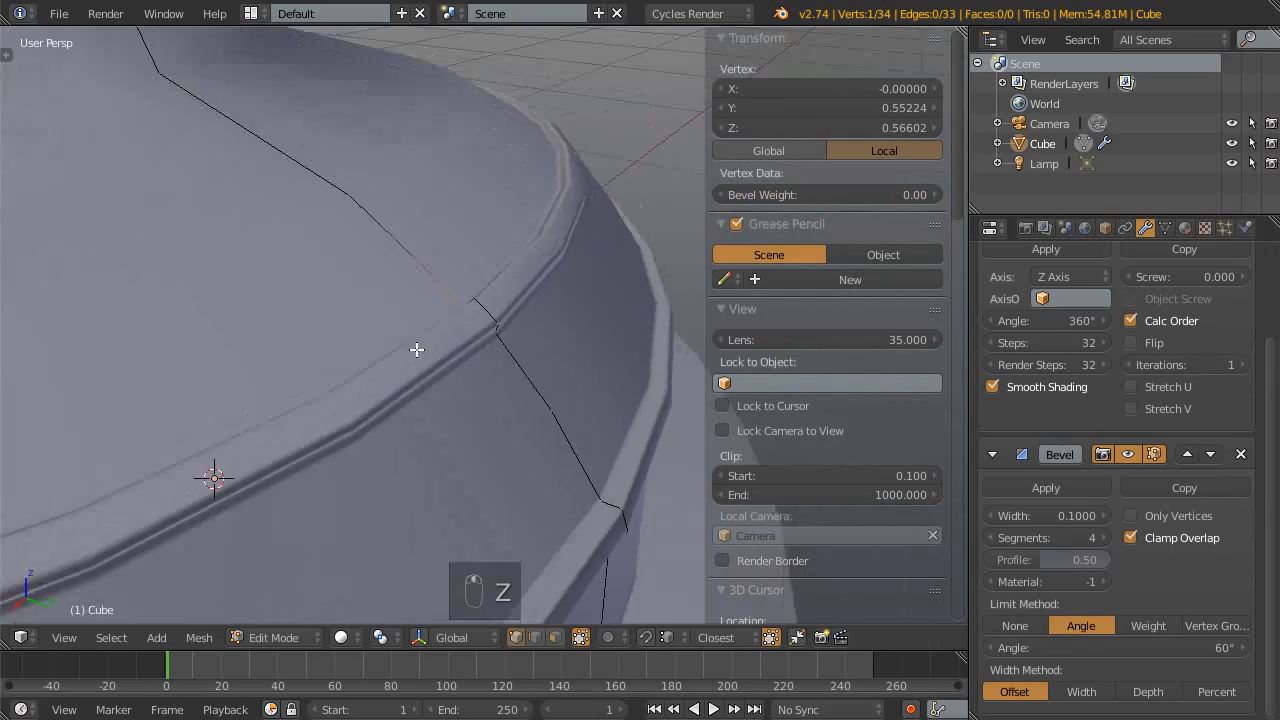 File Render Window Help Default Scene Cycles Render v2.74 | Verts:1/34 | Edges:0/33 | Faces:0/0 | Tris:0 | Mem:54.81M | Cube
User Persp
Transform
Vertex:
X: -0.00000
Y: 0.55224
Z: 0.56602
Global Local
Vertex Data:
Bevel Weight: 0.00
Grease Pencil
Scene Object
New
View
Lens: 35.000
Lock to Object:
Lock to Cursor
Lock Camera to View
Clip:
Start: 0.100
End: 1000.000
Local Camera:
Camera
Render Border
3D Cursor
Location:
View Search All Scenes
Scene
RenderLayers
World
Camera
Cube
Lamp
Apply Copy
Axis: Z Axis Screw: 0.000
AxisO Object Screw
Angle: 360° Calc Order
Steps: 32 Flip
Render Steps: 32 Iterations: 1
Smooth Shading Stretch U
Stretch V
Bevel
Apply Copy
Width: 0.1000 Only Vertices
Segments: 4 Clamp Overlap
Profile: 0.50
Material: -1
Limit Method:
None Angle Weight Vertex Gro...
Angle: 60°
Width Method:
Offset Width Depth Percent
Z
z
(1) Cube
View Select Add Mesh Edit Mode Global Closest
-40 -20 0 20 40 60 80 100 120 140 160 180 200 220 240 260
View Marker Frame Playback Start: 1 End: 250 1 No Sync